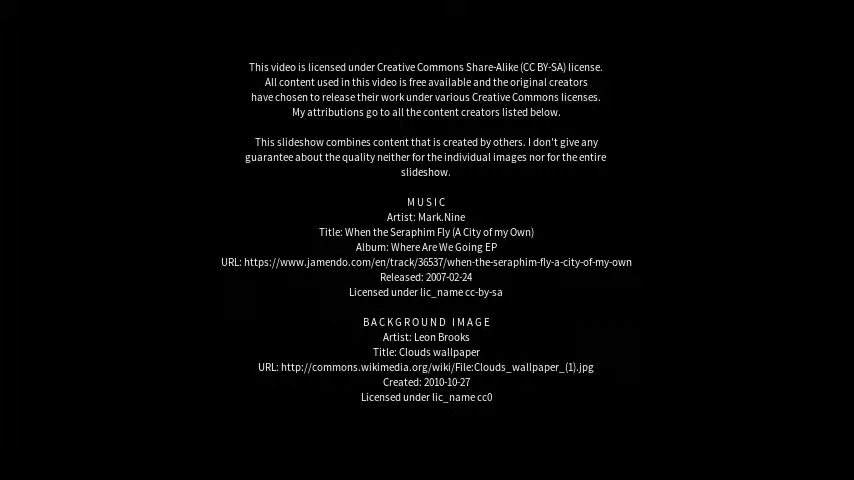 This video is licensed under Creative Commons Share-Alike (CC BY-SA) license.
All content used in this video is free available and the original creators
have chosen to release their work under various Creative Commons licenses.
My attributions go to all the content creators listed below.
This slideshow combines content that is created by others. I don't give any
guarantee about the quality neither for the individual images nor for the entire
slideshow.
MUSIC
Artist: Mark.Nine
Title: When the Seraphim Fly (A City of my Own)
Album: Where Are We Going EP
URL: https://www.jamendo.com/en/track/36537/when-the-seraphim-fly-a-city-of-my-own
Released: 2007-02-24
Licensed under lic_name cc-by-sa
BACKGROUND IMAGE
Artist: Leon Brooks
Title: Clouds wallpaper
URL: http://commons.wikimedia.org/wiki/File:Clouds_wallpaper_(1).jpg
Created: 2010-10-27
Licensed under lic_name cc0